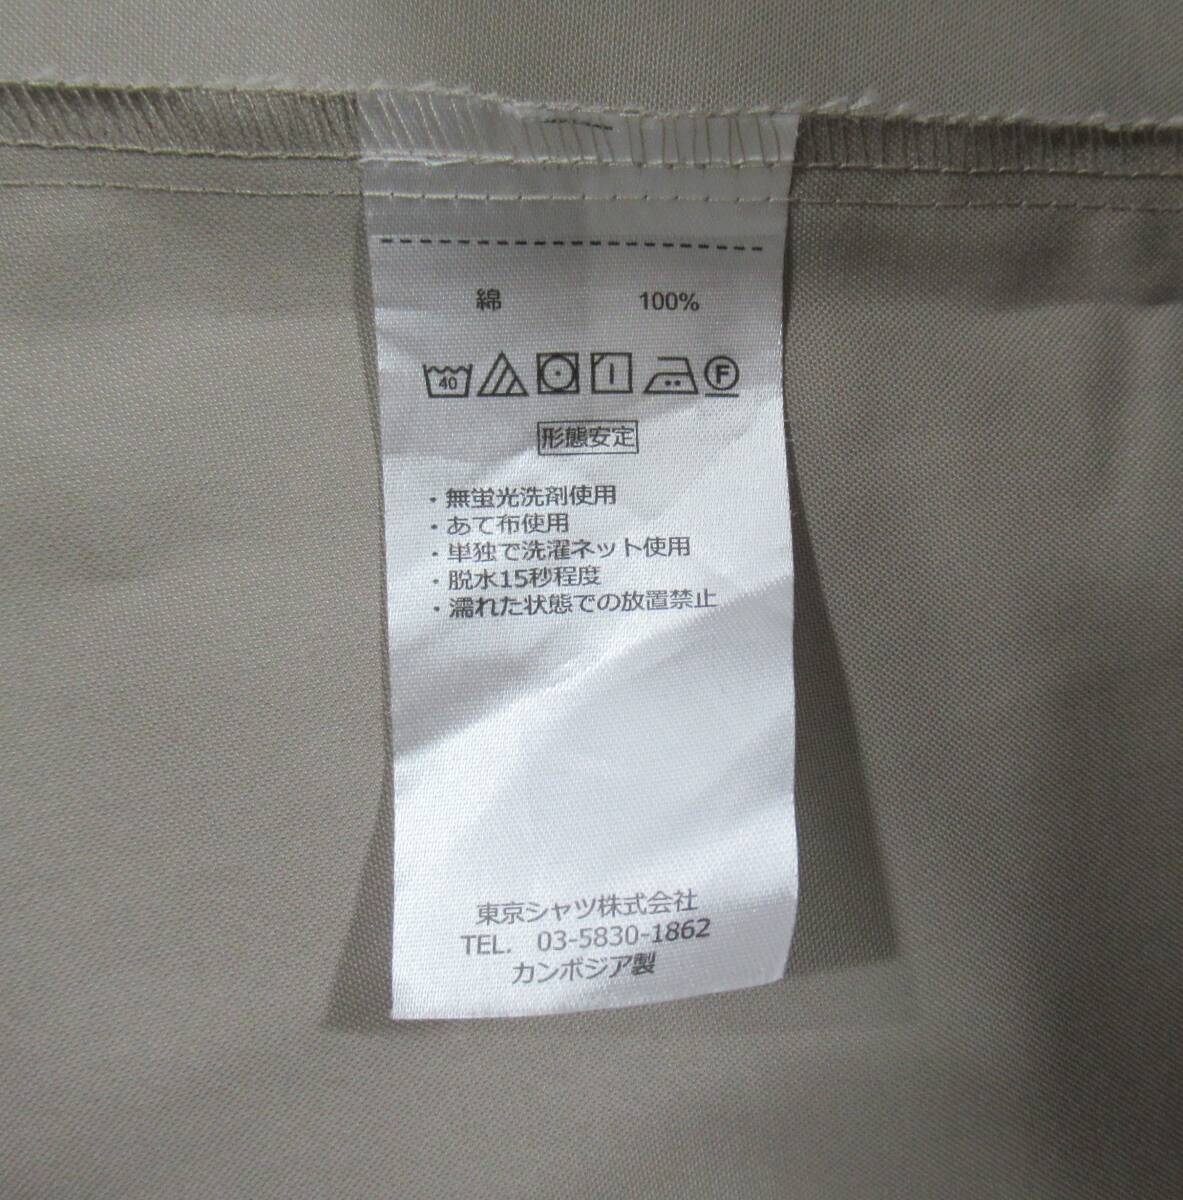 綿 100%
40 F
形態安定
・無蛍光洗剤使用
・あて布使用
・単独で洗濯ネット使用
・脱水15秒程度
・濡れた状態での放置禁止
東京シャツ株式会社
TEL. 03-5830-1862
カンボジア製